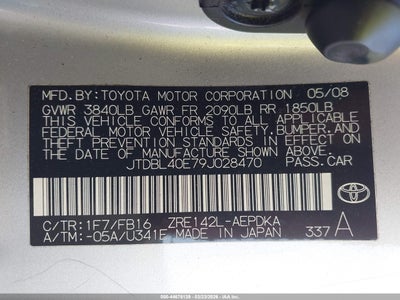 MFD.BY:TOYOTA MOTOR CORPORATION 05/08
GVWR 3840LB GAWR FR 2090LB RR 1850LB
THIS VEHICLE CONFORMS TO ALL APPLICABLE
FEDERAL MOTOR VEHICLE SAFETY, BUMPER, AND
THEFT PREVENTION STANDARDS IN EFFECT ON
THE DATE OF MANUFACTURE SHOWN ABOVE.
JTDBL40E79J028470 PASS.CAR
TOYOTA
C/TR:1F7/FB16 ZRE142L-AEPDKA
A/TM:-05A/U341E MADE IN JAPAN 337 A